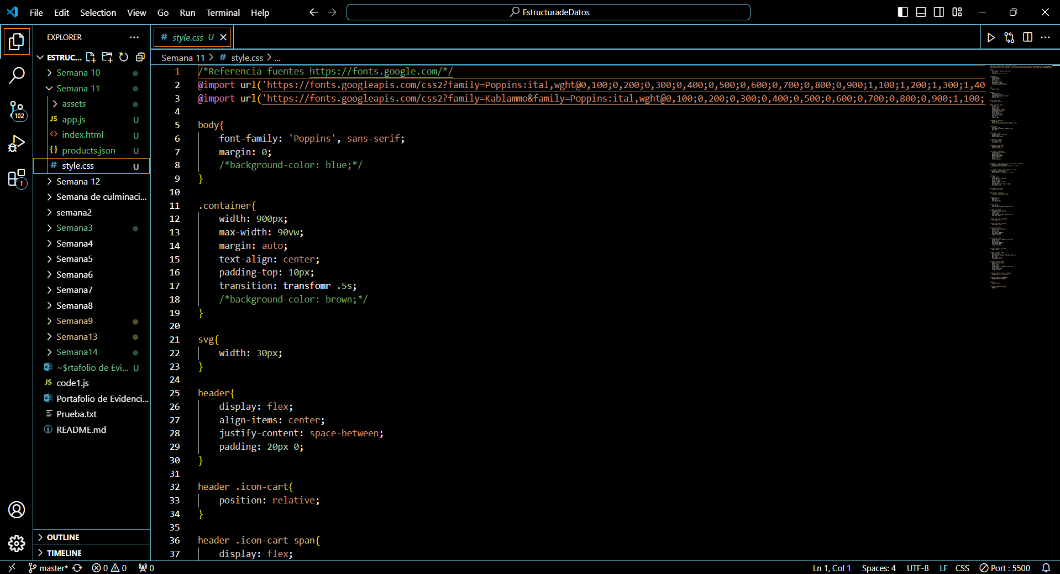 File Edit Selection View Go Run Terminal Help
EstructuradeDatos
EXPLORER
ESTRUC...
Semana 10
Semana 11
assets
JS app.js U
<> index.html U
{} products.json U
# style.css U
Semana 12
Semana de culminaci...
semana2
Semana3
Semana4
Semana5
Semana6
Semana7
Semana8
Semana9
Semana13
Semana14
~$rtafolio de Evi... U
JS code1.js
Portafolio de Evidenci...
Prueba.txt
README.md
OUTLINE
TIMELINE
102
1
# style.css U
Semana 11 > # style.css > ...
1 /*Referencia fuentes https://fonts.google.com/*/
2 @import url('https://fonts.googleapis.com/css2?family=Poppins:ital,wght@0,100;0,200;0,300;0,400;0,500;0,600;0,700;0,800;0,900;1,100;1,200;1,300;1,40
3 @import url('https://fonts.googleapis.com/css2?family=Kablammo&family=Poppins:ital,wght@0,100;0,200;0,300;0,400;0,500;0,600;0,700;0,800;0,900;1,100;
4
5 body{
6 font-family: 'Poppins', sans-serif;
7 margin: 0;
8 /*background-color: blue;*/
9 }
10
11 .container{
12 width: 900px;
13 max-width: 90vw;
14 margin: auto;
15 text-align: center;
16 padding-top: 10px;
17 transition: transfomr .5s;
18 /*background-color: brown;*/
19 }
20
21 svg{
22 width: 30px;
23 }
24
25 header{
26 display: flex;
27 align-items: center;
28 justify-content: space-between;
29 padding: 20px 0;
30 }
31
32 header .icon-cart{
33 position: relative;
34 }
35
36 header .icon-cart span{
37 display: flex;
master* 0 0 0 Ln 1, Col 1 Spaces: 4 UTF-8 LF CSS Port : 5500